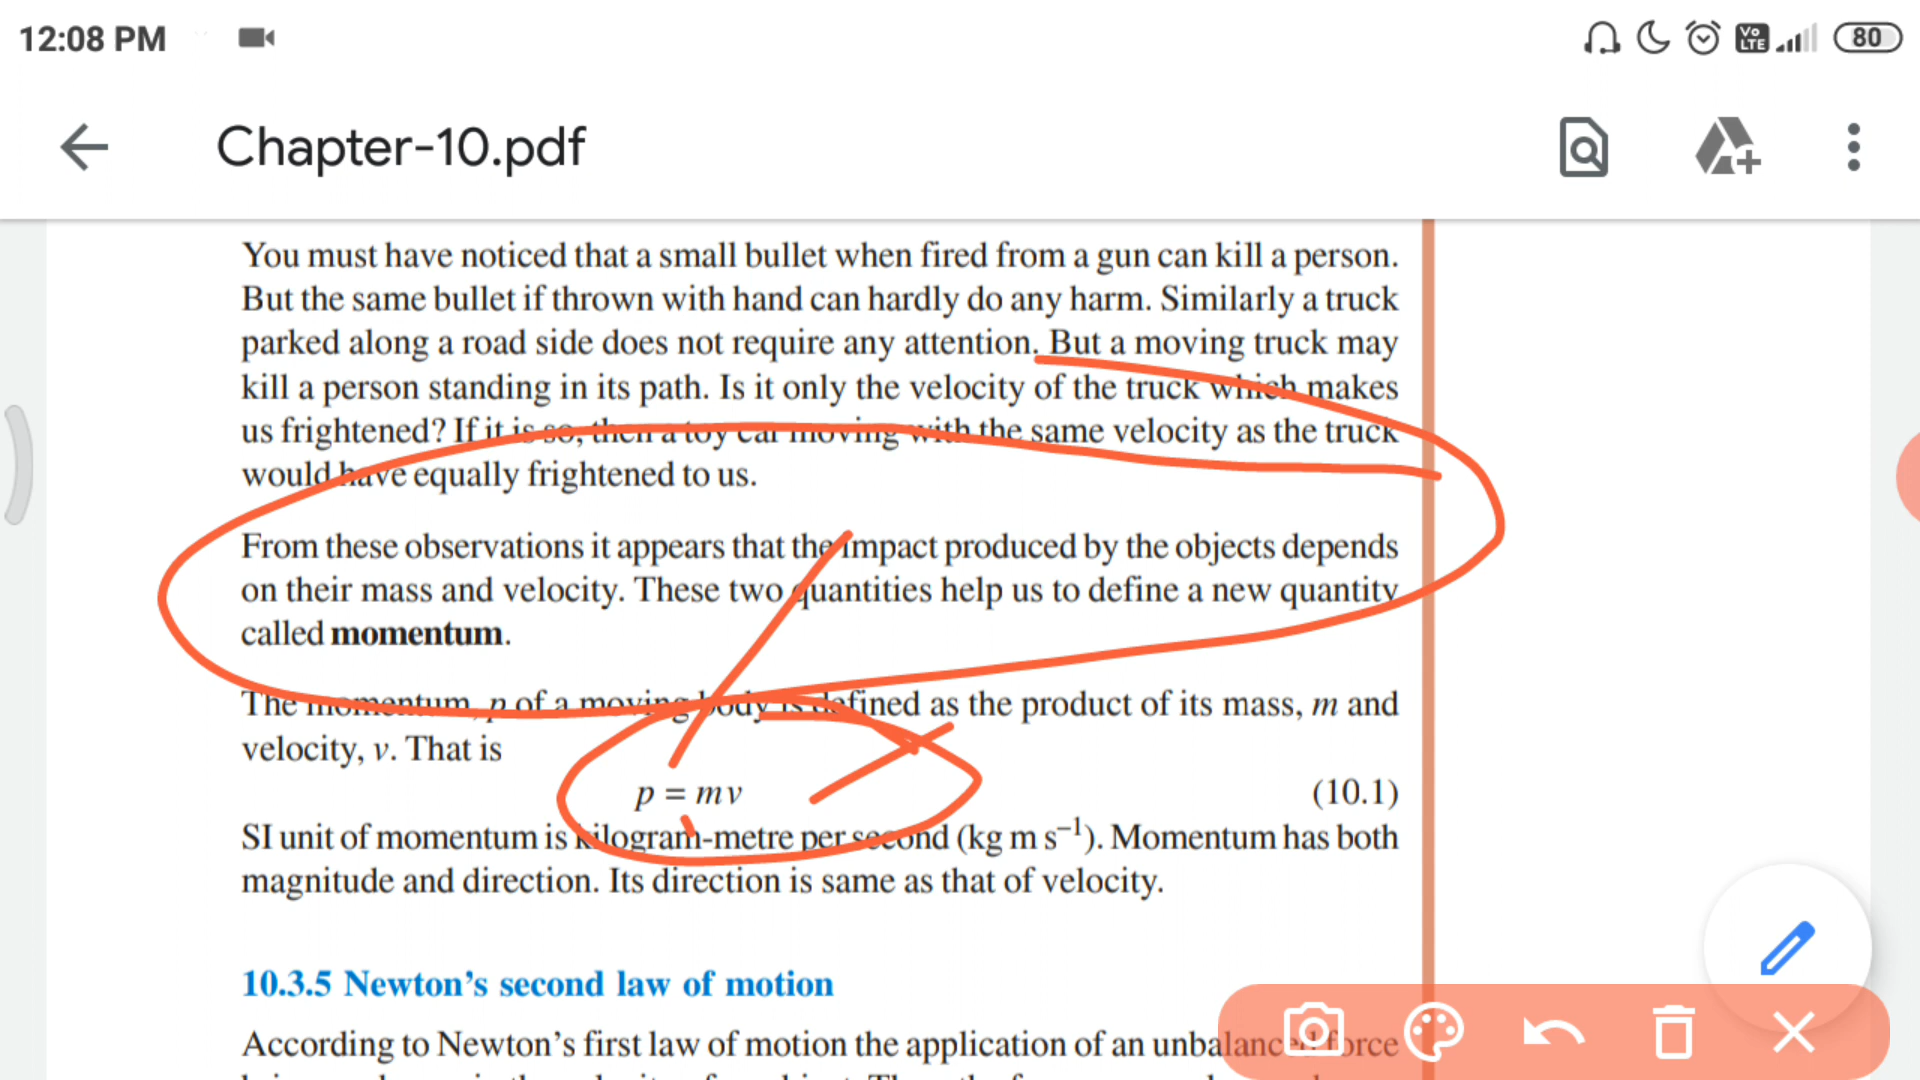 12:08 PM
Vo LTE
80
Chapter-10.pdf
You must have noticed that a small bullet when fired from a gun can kill a person.
But the same bullet if thrown with hand can hardly do any harm. Similarly a truck
parked along a road side does not require any attention. But a moving truck may
kill a person standing in its path. Is it only the velocity of the truck which makes
us frightened? If it is so, then a toy car moving with the same velocity as the truck
would have equally frightened to us.
From these observations it appears that the impact produced by the objects depends
on their mass and velocity. These two quantities help us to define a new quantity
called momentum.
The momentum, p of a moving body is defined as the product of its mass, m and
velocity, v. That is
p = mv (10.1)
SI unit of momentum is kilogram-metre per second (kg m s⁻¹). Momentum has both
magnitude and direction. Its direction is same as that of velocity.
10.3.5 Newton's second law of motion
According to Newton's first law of motion the application of an unbalanced force